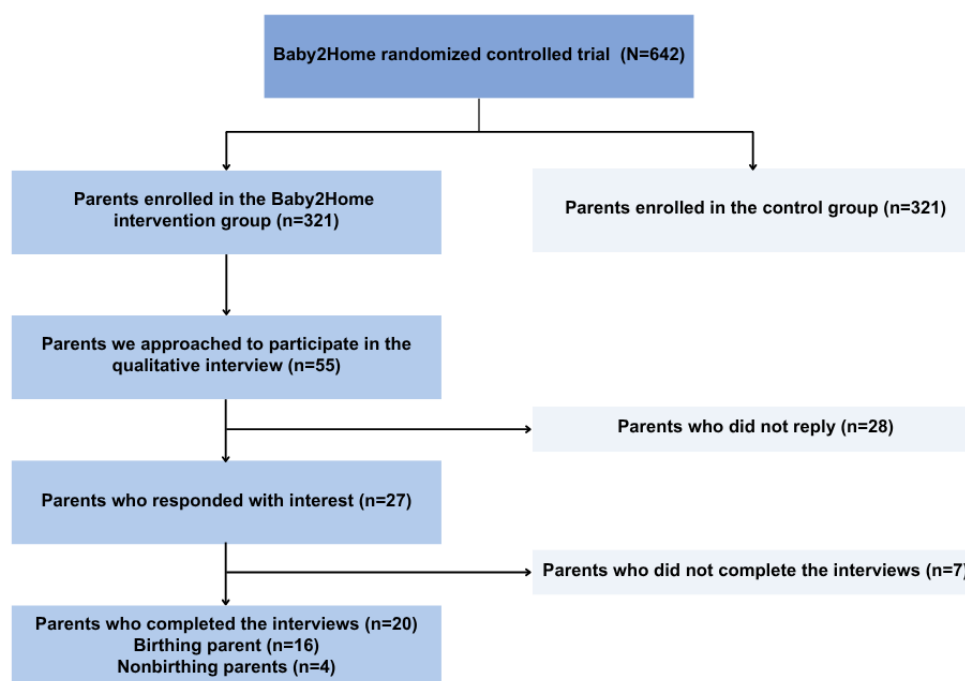 Baby2Home randomized controlled trial (N=642)
Parents enrolled in the Baby2Home
intervention group (n=321)
Parents enrolled in the control group (n=321)
Parents we approached to participate in the
qualitative interview (n=55)
Parents who did not reply (n=28)
Parents who responded with interest (n=27)
Parents who did not complete the interviews (n=7)
Parents who completed the interviews (n=20)
Birthing parent (n=16)
Nonbirthing parents (n=4)